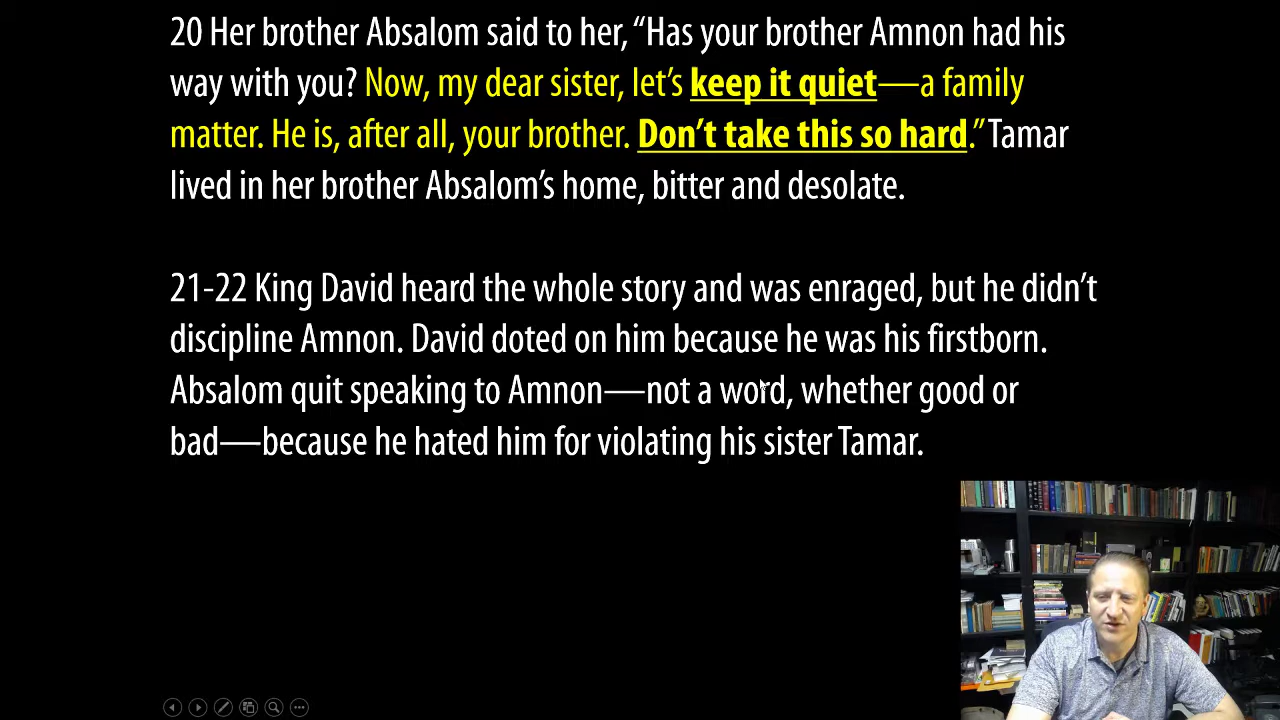 20 Her brother Absalom said to her, “Has your brother Amnon had his
way with you? Now, my dear sister, let’s keep it quiet—a family
matter. He is, after all, your brother. Don’t take this so hard.” Tamar
lived in her brother Absalom’s home, bitter and desolate.
21-22 King David heard the whole story and was enraged, but he didn’t
discipline Amnon. David doted on him because he was his firstborn.
Absalom quit speaking to Amnon—not a word, whether good or
bad—because he hated him for violating his sister Tamar.